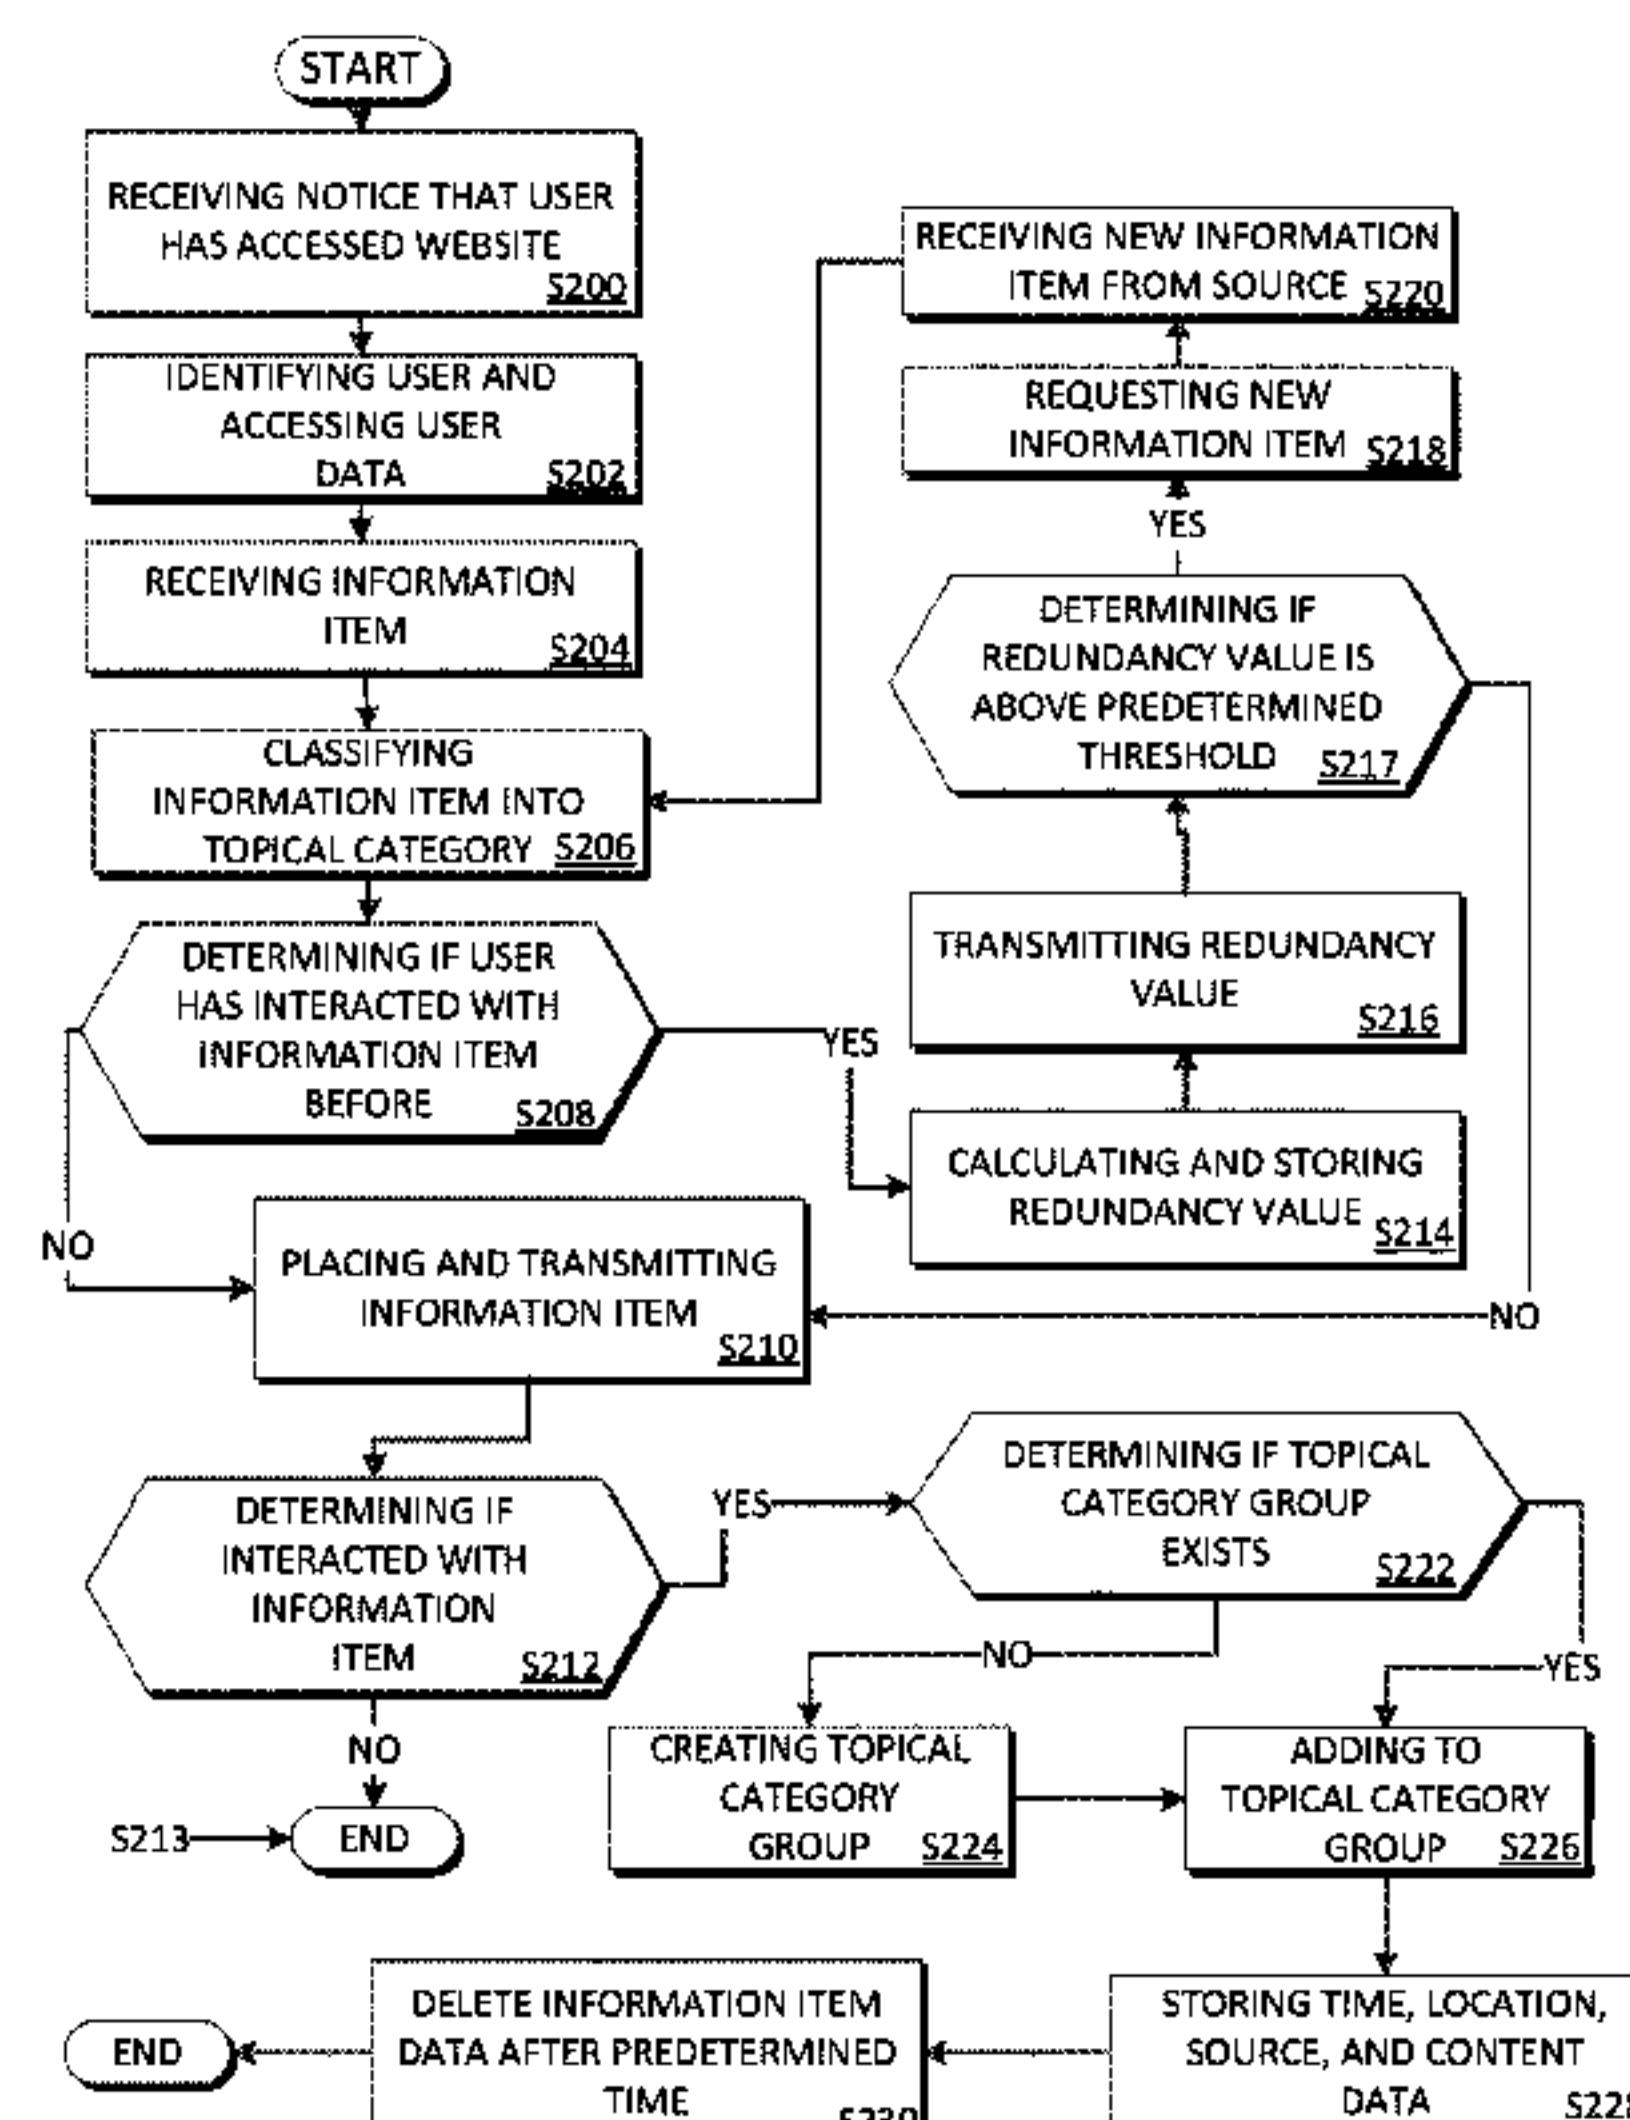 START
RECEIVING NOTICE THAT USER
HAS ACCESSED WEBSITE
S200
IDENTIFYING USER AND
ACCESSING USER
DATA
S202
RECEIVING INFORMATION
ITEM
S204
CLASSIFYING
INFORMATION ITEM INTO
TOPICAL CATEGORY S206
DETERMINING IF USER
HAS INTERACTED WITH
INFORMATION ITEM
BEFORE
S208
YES
NO
RECEIVING NEW INFORMATION
ITEM FROM SOURCE S220
REQUESTING NEW
INFORMATION ITEM S218
YES
DETERMINING IF
REDUNDANCY VALUE IS
ABOVE PREDETERMINED
THRESHOLD S217
TRANSMITTING REDUNDANCY
VALUE
S216
CALCULATING AND STORING
REDUNDANCY VALUE S214
NO
PLACING AND TRANSMITTING
INFORMATION ITEM
S210
DETERMINING IF
INTERACTED WITH
INFORMATION
ITEM S212
YES
NO
S213
END
DETERMINING IF TOPICAL
CATEGORY GROUP
EXISTS S222
NO
YES
CREATING TOPICAL
CATEGORY
GROUP S224
ADDING TO
TOPICAL CATEGORY
GROUP S226
STORING TIME, LOCATION,
SOURCE, AND CONTENT
DATA S228
DELETE INFORMATION ITEM
DATA AFTER PREDETERMINED
TIME
S230
END